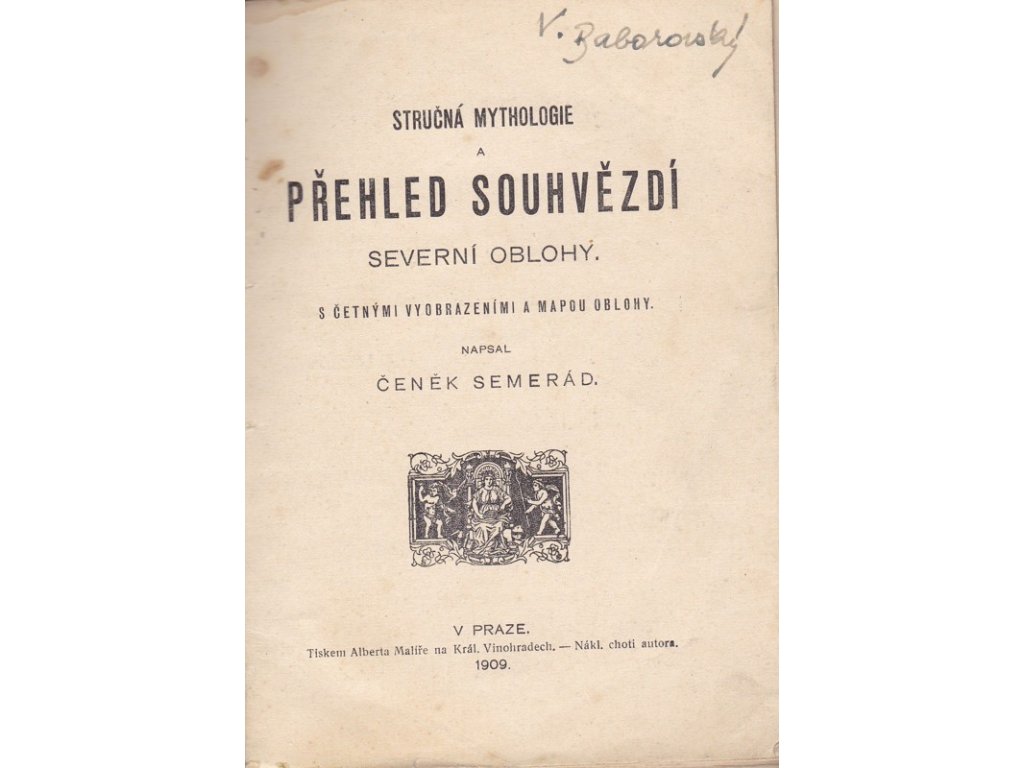 V. Baborovský
STRUČNÁ MYTHOLOGIE
A
PŘEHLED SOUHVĚZDÍ
SEVERNÍ OBLOHY.
S ČETNÝMI VYOBRAZENÍMI A MAPOU OBLOHY.
NAPSAL
ČENĚK SEMERÁD.
V PRAZE.
Tiskem Alberta Malíře na Král. Vinohradech. — Nákl. choti autora.
1909.